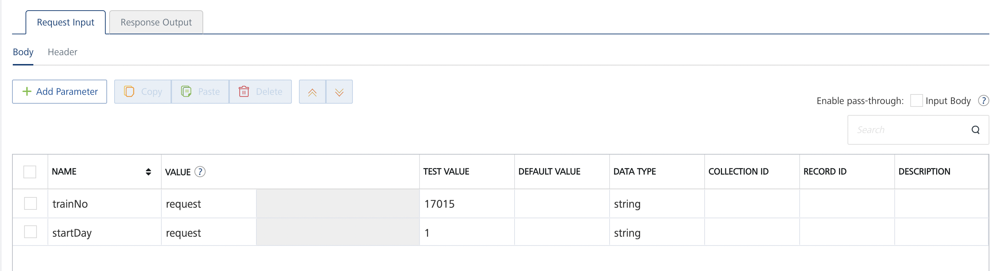 Request Input Response Output
Body Header
Add Parameter Copy Paste Delete
Enable pass-through: Input Body ?
Search
NAME VALUE ? TEST VALUE DEFAULT VALUE DATA TYPE COLLECTION ID RECORD ID DESCRIPTION
trainNo request 17015 string
startDay request 1 string